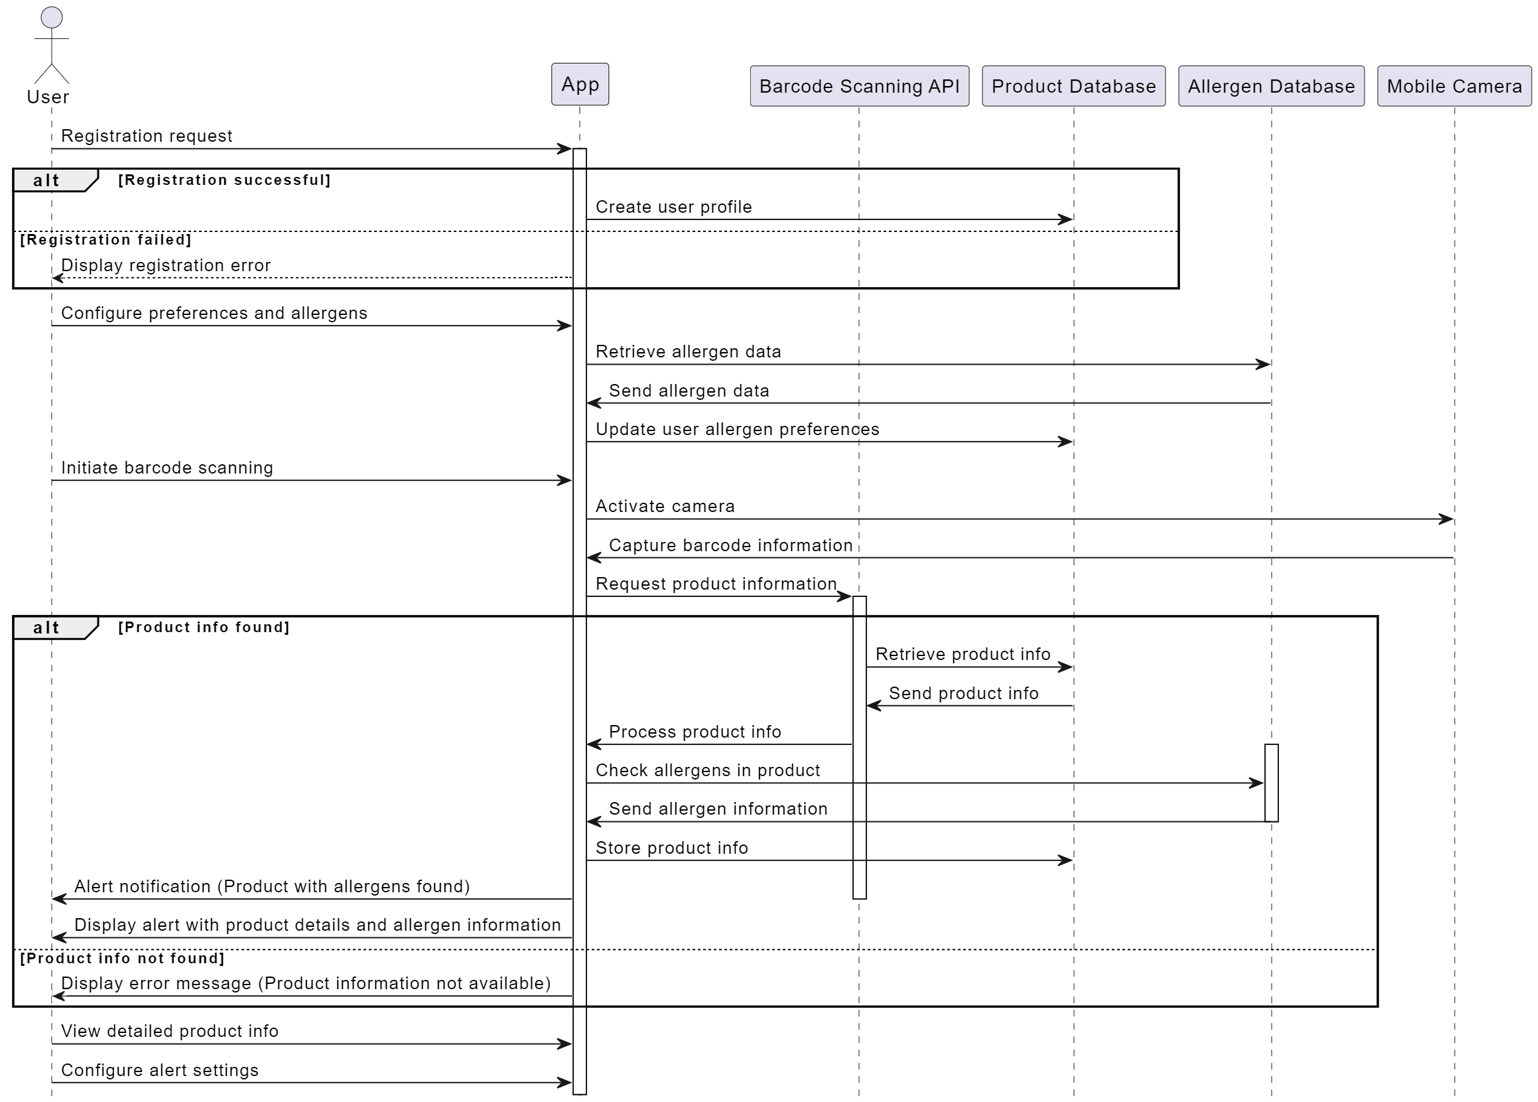 User
App
Barcode Scanning API
Product Database
Allergen Database
Mobile Camera
Registration request
alt
[Registration successful]
Create user profile
[Registration failed]
Display registration error
Configure preferences and allergens
Retrieve allergen data
Send allergen data
Update user allergen preferences
Initiate barcode scanning
Activate camera
Capture barcode information
Request product information
alt
[Product info found]
Retrieve product info
Send product info
Process product info
Check allergens in product
Send allergen information
Store product info
Alert notification (Product with allergens found)
Display alert with product details and allergen information
[Product info not found]
Display error message (Product information not available)
View detailed product info
Configure alert settings